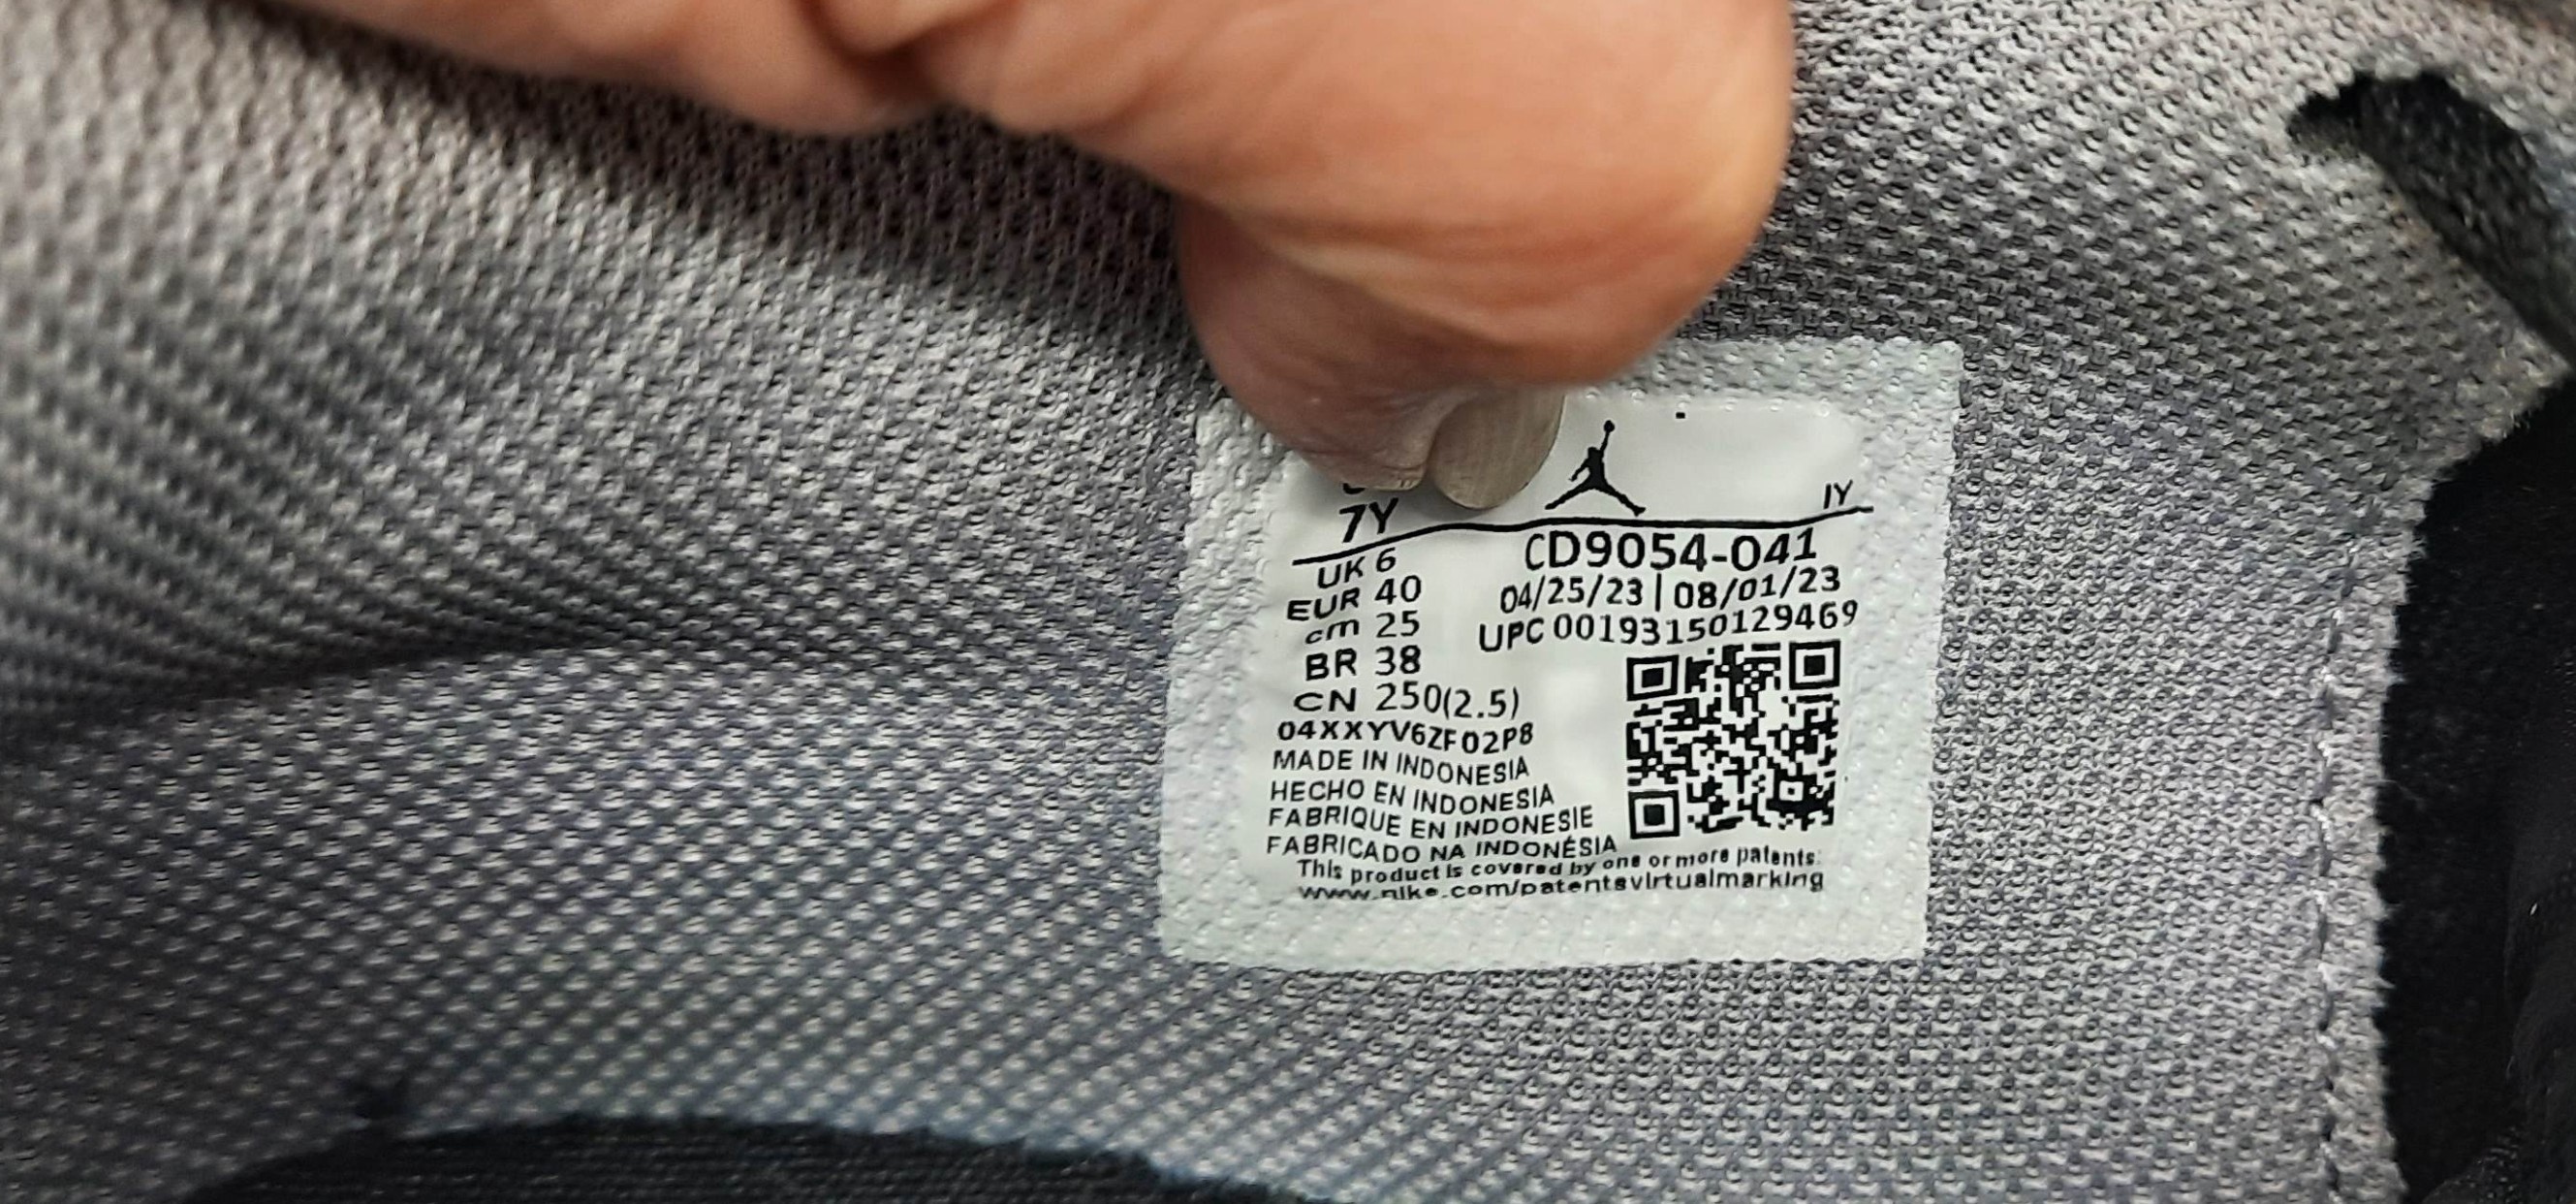 7Y
IY
UK 6
EUR 40
cm 25
BR 38
CN 250(2.5)
CD9054-041
04/25/23 | 08/01/23
UPC 00193150129469
04XXYV6ZF02P8
MADE IN INDONESIA
HECHO EN INDONESIA
FABRIQUE EN INDONESIE
FABRICADO NA INDONÉSIA
This product is covered by one or more patents:
www.nike.com/patentsvirtualmarking